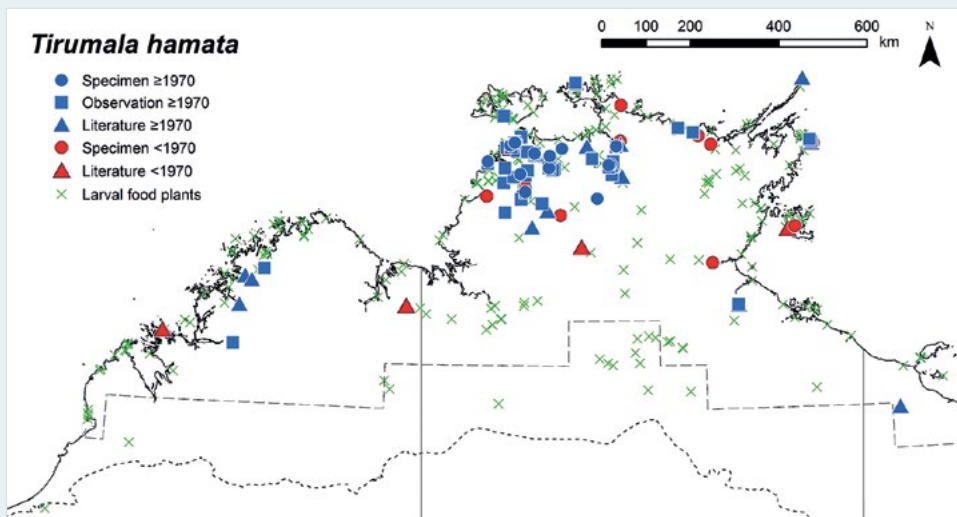 Tirumala hamata
0 100 200 400 600
km
N
Specimen ≥1970
Observation ≥1970
Literature ≥1970
Specimen <1970
Literature <1970
Larval food plants